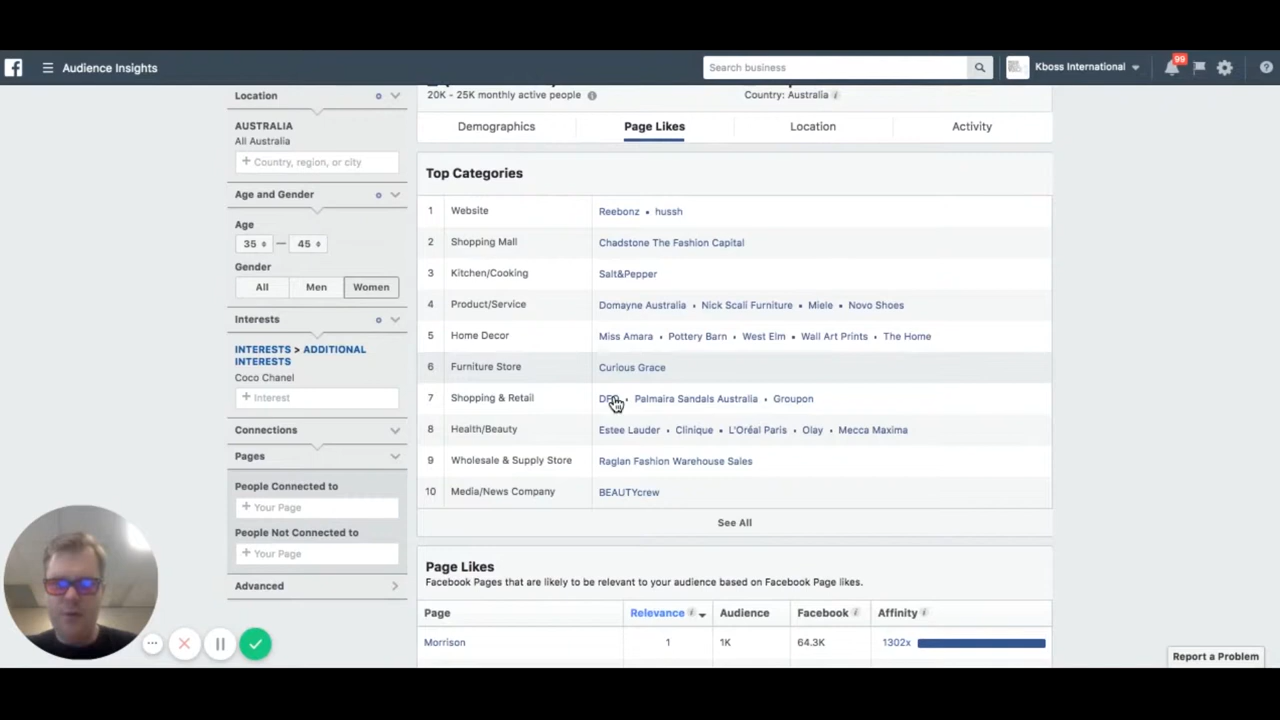 Audience Insights
Search business
Kboss International
99
Location
AUSTRALIA
All Australia
+ Country, region, or city
Age and Gender
Age
35 — 45
Gender
All Men Women
Interests
INTERESTS > ADDITIONAL
INTERESTS
Coco Chanel
+ Interest
Connections
Pages
People Connected to
+ Your Page
People Not Connected to
+ Your Page
Advanced
20K - 25K monthly active people
Country: Australia
Demographics Page Likes Location Activity
Top Categories
1 Website Reebonz • hussh
2 Shopping Mall Chadstone The Fashion Capital
3 Kitchen/Cooking Salt&Pepper
4 Product/Service Domayne Australia • Nick Scali Furniture • Miele • Novo Shoes
5 Home Decor Miss Amara • Pottery Barn • West Elm • Wall Art Prints • The Home
6 Furniture Store Curious Grace
7 Shopping & Retail • Palmaira Sandals Australia • Groupon
8 Health/Beauty Estee Lauder • Clinique • L'Oréal Paris • Olay • Mecca Maxima
9 Wholesale & Supply Store Raglan Fashion Warehouse Sales
10 Media/News Company BEAUTYcrew
See All
Page Likes
Facebook Pages that are likely to be relevant to your audience based on Facebook Page likes.
Page Relevance Audience Facebook Affinity
Morrison 1 1K 64.3K 1302x
Report a Problem